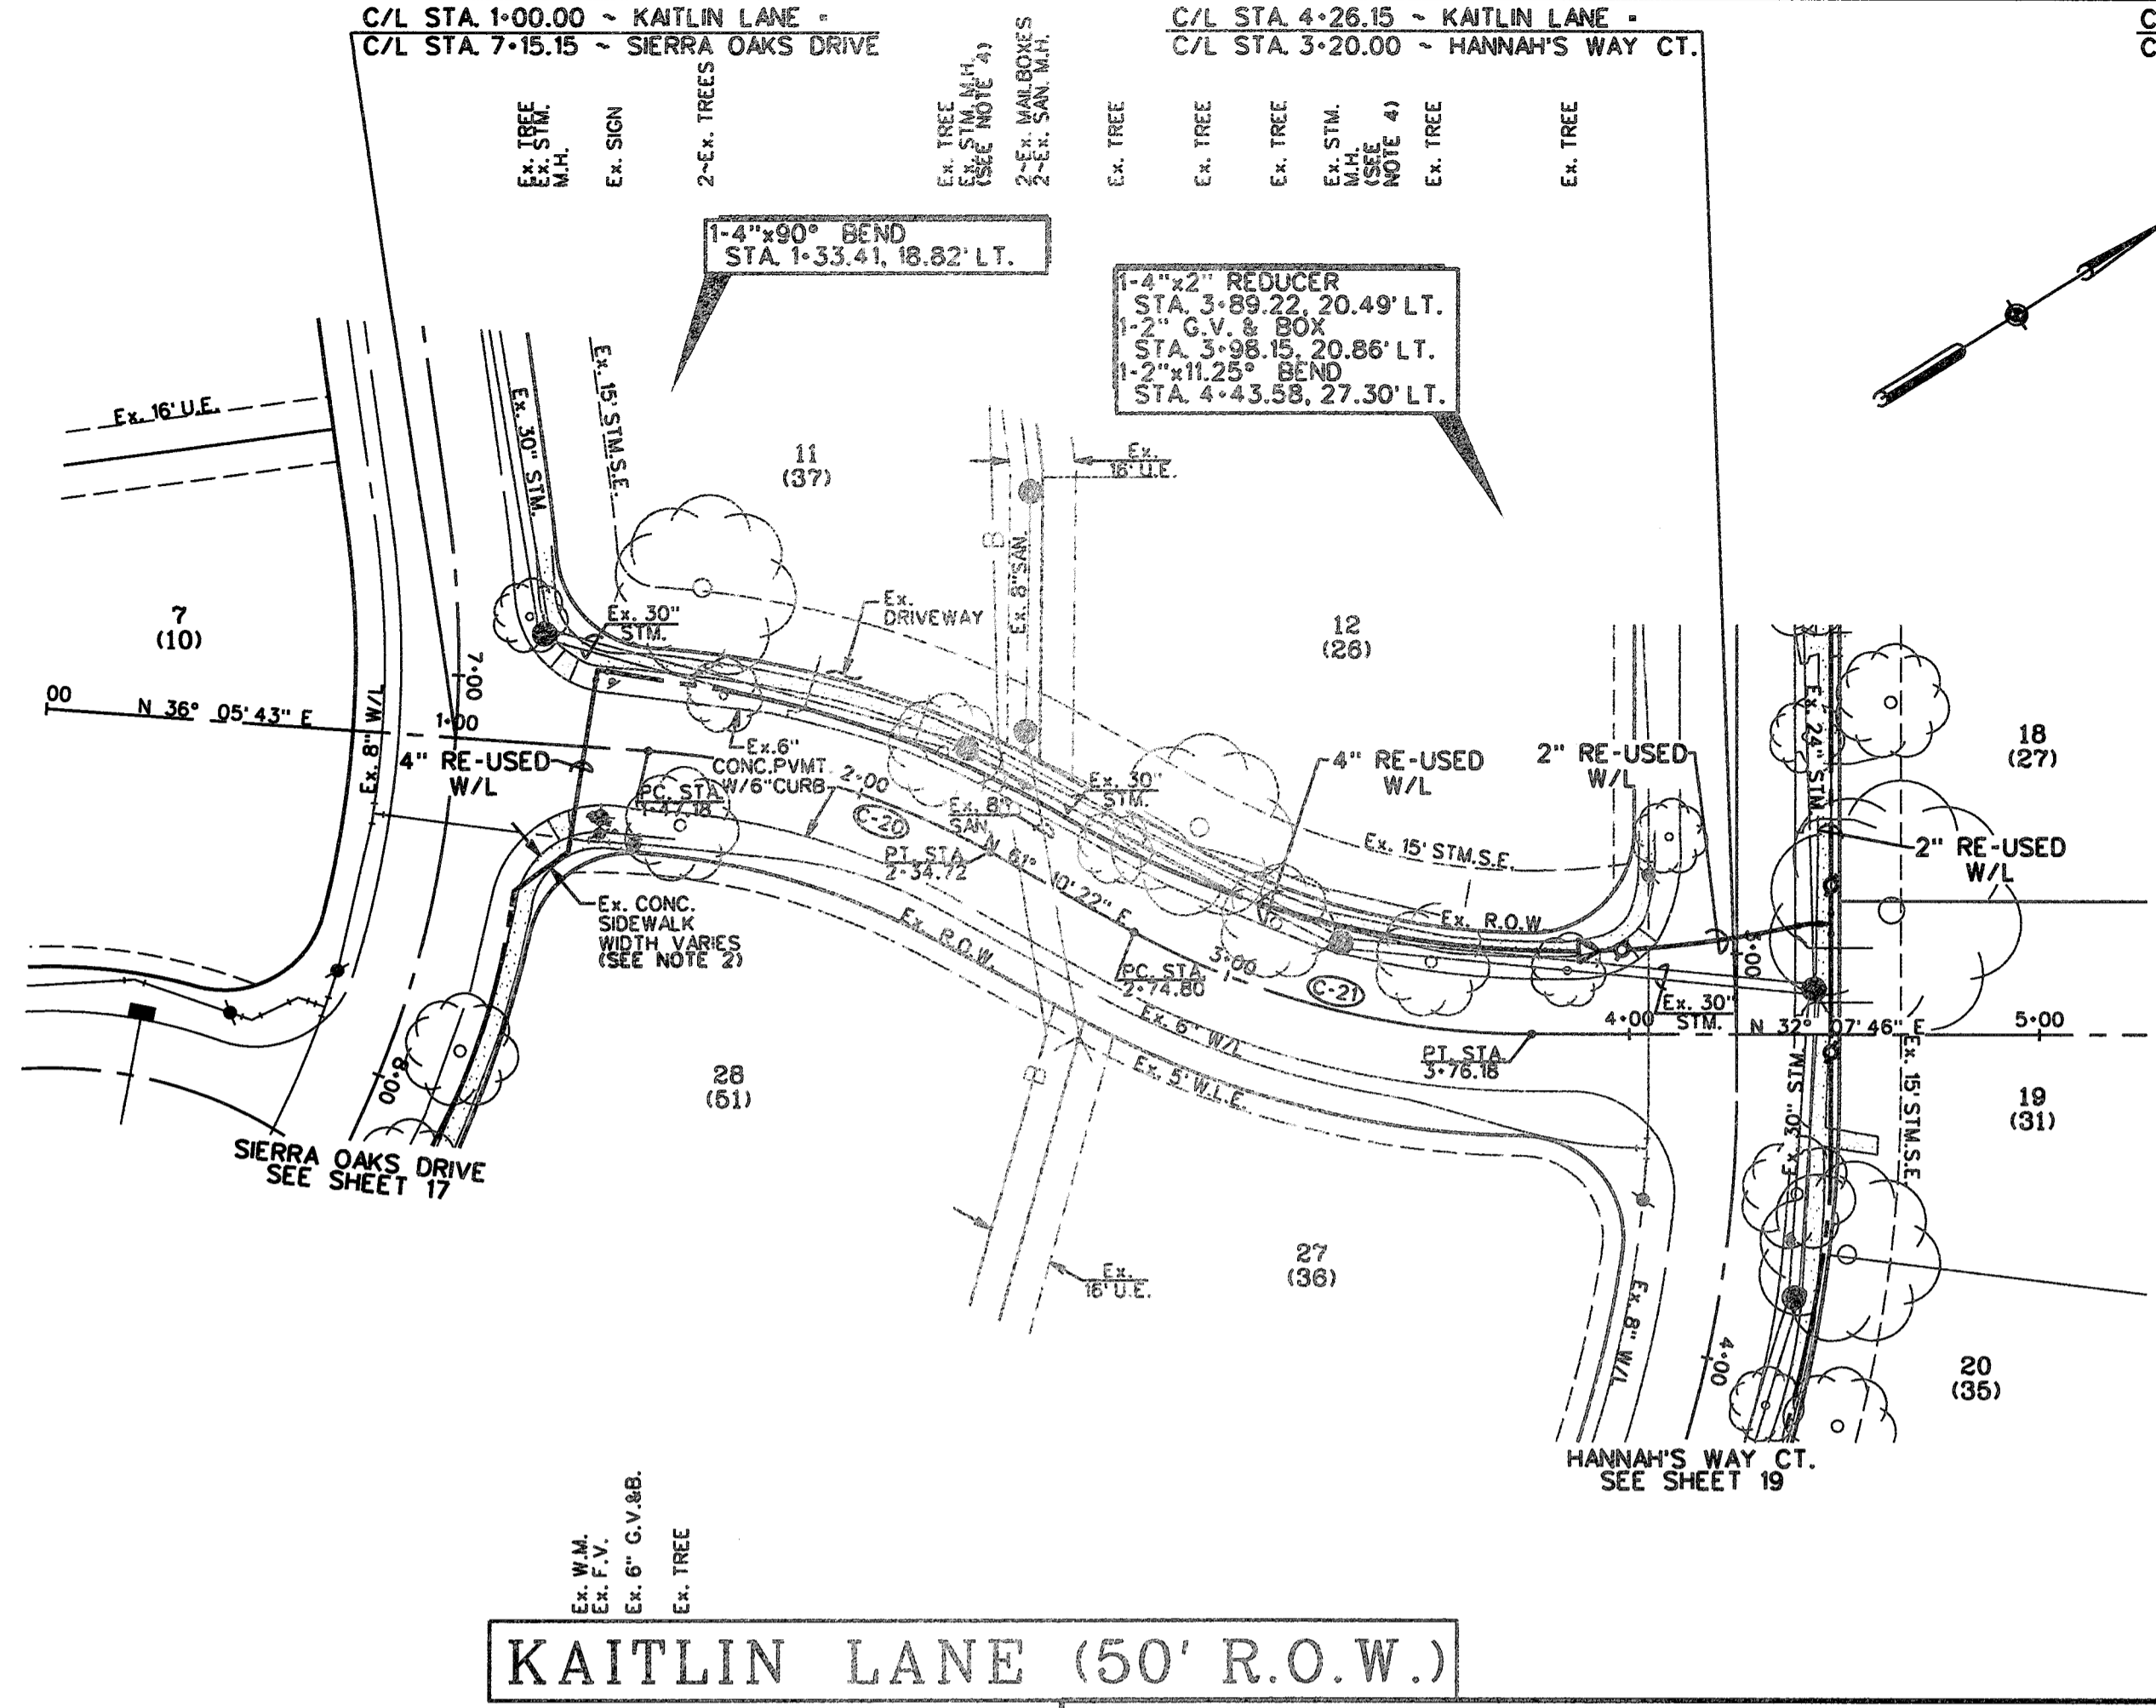 C/L STA. 1+00.00 ~ KAITLIN LANE =
C/L STA. 7+15.15 ~ SIERRA OAKS DRIVE
C/L STA. 4+26.15 ~ KAITLIN LANE =
C/L STA. 3+20.00 ~ HANNAH'S WAY CT.
C
C
Ex. TREE
Ex. STM.
M.H.
Ex. SIGN
2~Ex. TREES
Ex. TREE
Ex. STM. M.H.
(SEE NOTE 4)
2~Ex. MAILBOXES
2~Ex. SAN. M.H.
Ex. TREE
Ex. TREE
Ex. TREE
Ex. STM.
M.H.
(SEE
NOTE 4)
Ex. TREE
Ex. TREE
1-4"x90° BEND
STA. 1+33.41, 18.82' LT.
1-4"x2" REDUCER
STA. 3+89.22, 20.49' LT.
1-2" G.V. & BOX
STA. 3+98.15, 20.86' LT.
1-2"x11.25° BEND
STA. 4+43.58, 27.30' LT.
Ex. 16' U.E.
Ex. 30" STM.
Ex. 15' STM.S.E.
11
(37)
Ex.
16' U.E.
B
Ex. 8" SAN.
7
(10)
Ex. 30"
STM.
Ex.
DRIVEWAY
12
(26)
7+00
00
N 36° 05'43" E
1+00
Ex. 8" W/L
4" RE-USED
W/L
Ex. 6"
CONC.PVMT.
W/6"CURB
PC. STA.
1+47.18
2+00
C-20
PT. STA.
2+34.72
Ex. 8"
SAN.
Ex. 30"
STM.
N 61° 10'22" E
4" RE-USED
W/L
2" RE-USED
W/L
Ex. 24" STM.
18
(27)
2" RE-USED
W/L
Ex. 15' STM.S.E.
Ex. R.O.W.
Ex. CONC.
SIDEWALK
WIDTH VARIES
(SEE NOTE 2)
Ex. R.O.W.
PC. STA.
2+74.80
3+00
C-21
Ex. 30"
STM.
4+00
N 32° 07'46" E
5+00
PT. STA.
3+76.18
Ex. 6" W/L
Ex. 5' W.L.E.
28
(51)
8+00
B
Ex. 30" STM.
Ex. 15' STM.S.E.
19
(31)
SIERRA OAKS DRIVE
SEE SHEET 17
27
(36)
Ex.
16' U.E.
Ex. 8" W/L
4+00
20
(35)
HANNAH'S WAY CT.
SEE SHEET 19
Ex. W.M.
Ex. F.V.
Ex. 6" G.V.&B.
Ex. TREE
KAITLIN LANE (50' R.O.W.)